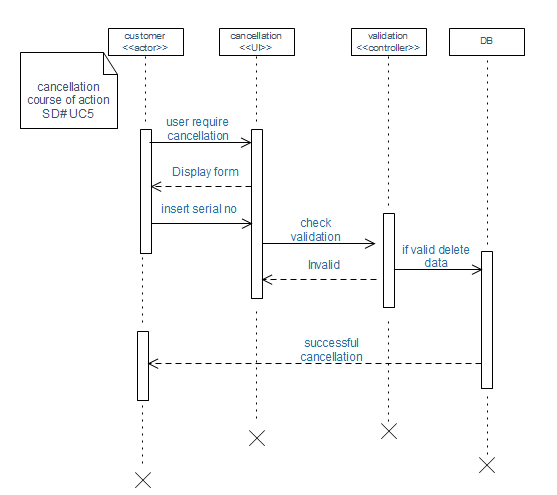 customer
<<actor>>
cancellation
<<UI>>
validation
<<controller>>
DB
cancellation
course of action
SD# UC5
user require
cancellation
Display form
insert serial no
check
validation
if valid delete
data
Invalid
successful
cancellation